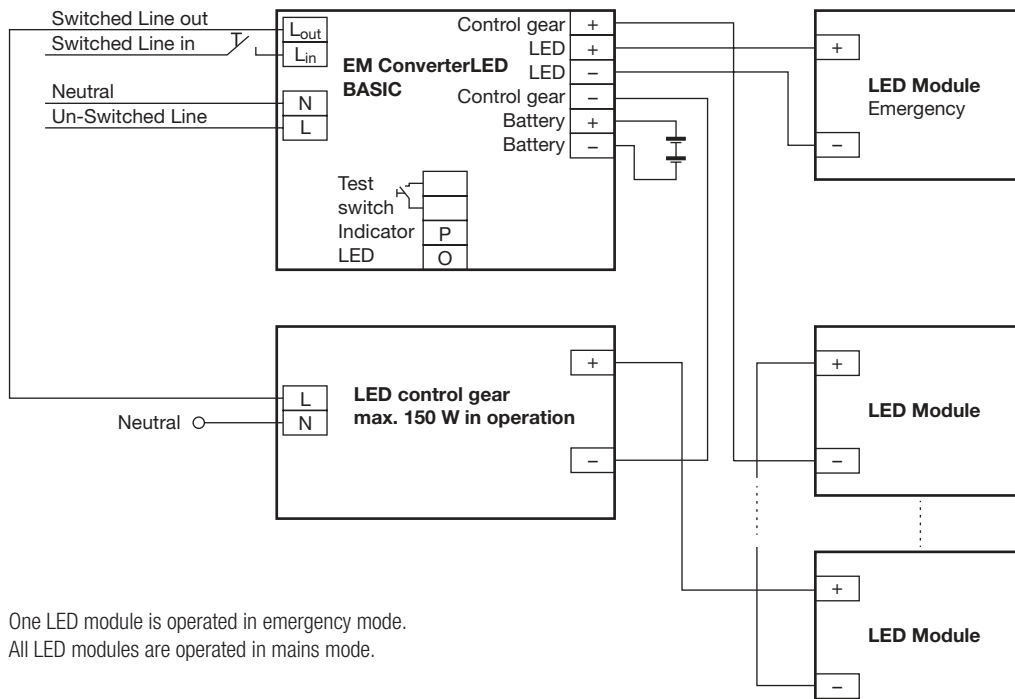 Switched Line out
Switched Line in
Neutral
Un-Switched Line
Lout
Lin
N
L
EM ConverterLED
BASIC
Control gear +
LED +
LED –
Control gear –
Battery +
Battery –
Test
switch
Indicator P
LED O
+
LED Module
Emergency
–
L
N
Neutral
LED control gear
max. 150 W in operation
+
–
+
LED Module
–
+
LED Module
–
One LED module is operated in emergency mode.
All LED modules are operated in mains mode.